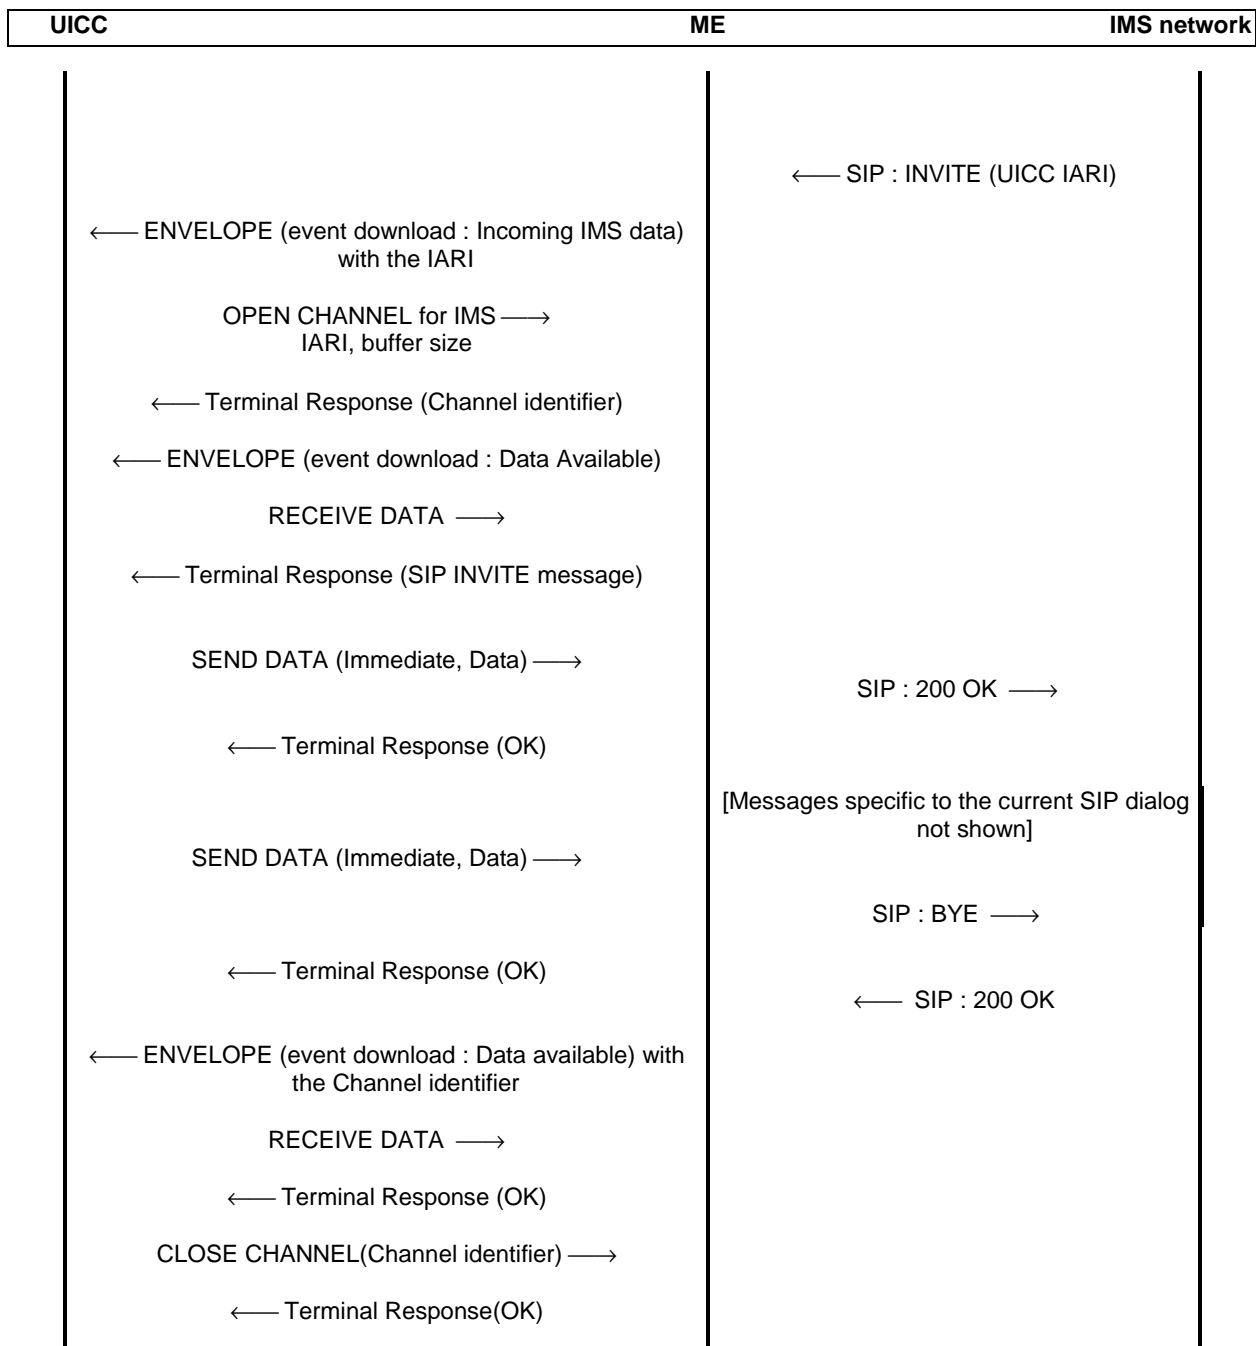 UICC ME IMS network
← SIP : INVITE (UICC IARI)
← ENVELOPE (event download : Incoming IMS data)
with the IARI
OPEN CHANNEL for IMS →
IARI, buffer size
← Terminal Response (Channel identifier)
← ENVELOPE (event download : Data Available)
RECEIVE DATA →
← Terminal Response (SIP INVITE message)
SEND DATA (Immediate, Data) →
SIP : 200 OK →
← Terminal Response (OK)
[Messages specific to the current SIP dialog
not shown]
SEND DATA (Immediate, Data) →
SIP : BYE →
← Terminal Response (OK)
← SIP : 200 OK
← ENVELOPE (event download : Data available) with
the Channel identifier
RECEIVE DATA →
← Terminal Response (OK)
CLOSE CHANNEL(Channel identifier) →
← Terminal Response(OK)